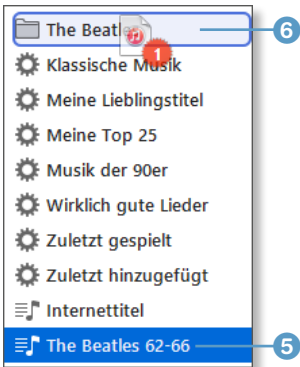 The Beatles 6
1
Klassische Musik
Meine Lieblingstitel
Meine Top 25
Musik der 90er
Wirklich gute Lieder
Zuletzt gespielt
Zuletzt hinzugefügt
Internettitel
The Beatles 62-66 5